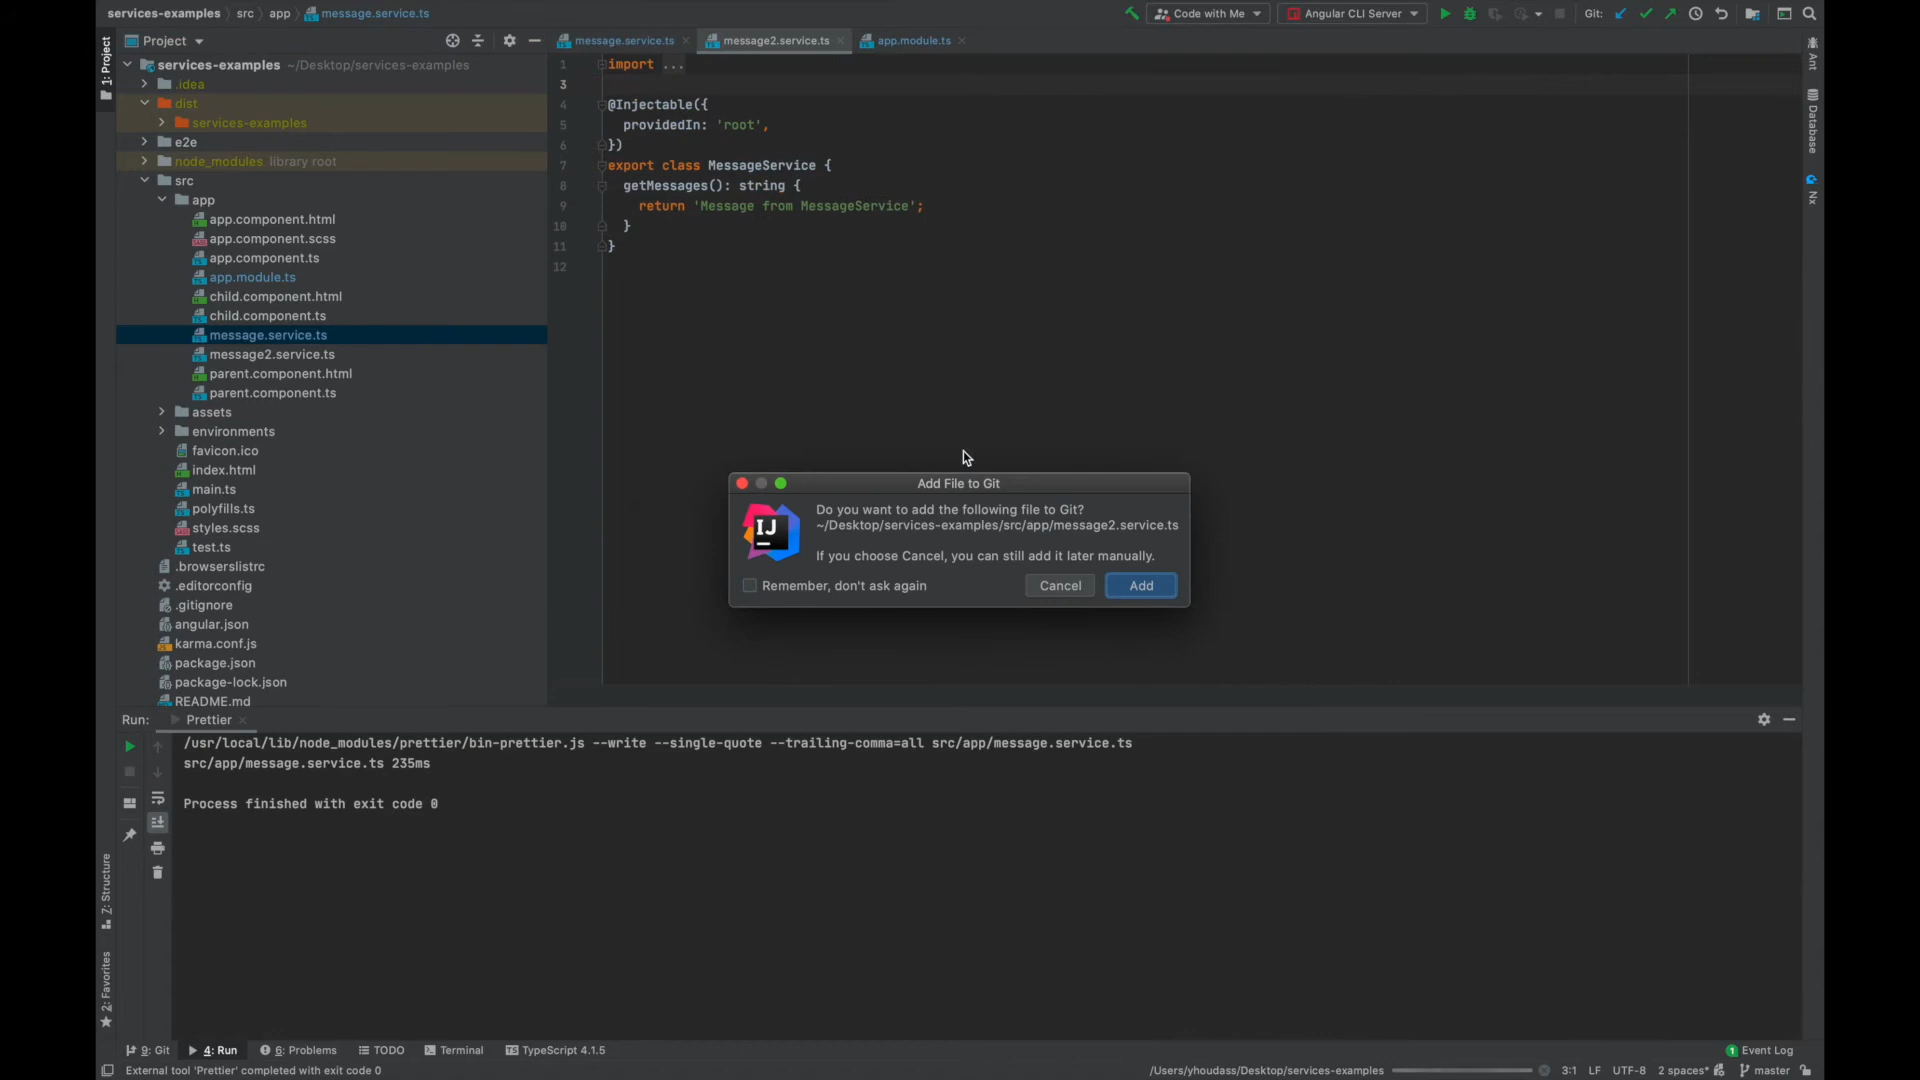 services-examples src app message.service.ts
Code with Me Angular CLI Server Git:
1: Project
Project
message.service.ts message2.service.ts app.module.ts
services-examples ~/Desktop/services-examples
.idea
dist
services-examples
e2e
node_modules library root
src
app
app.component.html
app.component.scss
app.component.ts
app.module.ts
child.component.html
child.component.ts
message.service.ts
message2.service.ts
parent.component.html
parent.component.ts
assets
environments
favicon.ico
index.html
main.ts
polyfills.ts
styles.scss
test.ts
.browserslistrc
.editorconfig
.gitignore
angular.json
karma.conf.js
package.json
package-lock.json
README.md
1 import ...
3
4 @Injectable({
5 providedIn: 'root',
6 })
7 export class MessageService {
8 getMessages(): string {
9 return 'Message from MessageService';
10 }
11 }
12
Ant
Database
Nx
Add File to Git
IJ
Do you want to add the following file to Git?
~/Desktop/services-examples/src/app/message2.service.ts
If you choose Cancel, you can still add it later manually.
Remember, don't ask again Cancel Add
Run: Prettier
/usr/local/lib/node_modules/prettier/bin-prettier.js --write --single-quote --trailing-comma=all src/app/message.service.ts
src/app/message.service.ts 235ms
Process finished with exit code 0
Z: Structure
2: Favorites
9: Git 4: Run 6: Problems TODO Terminal TypeScript 4.1.5 1 Event Log
External tool 'Prettier' completed with exit code 0 /Users/yhoudass/Desktop/services-examples 3:1 LF UTF-8 2 spaces* master